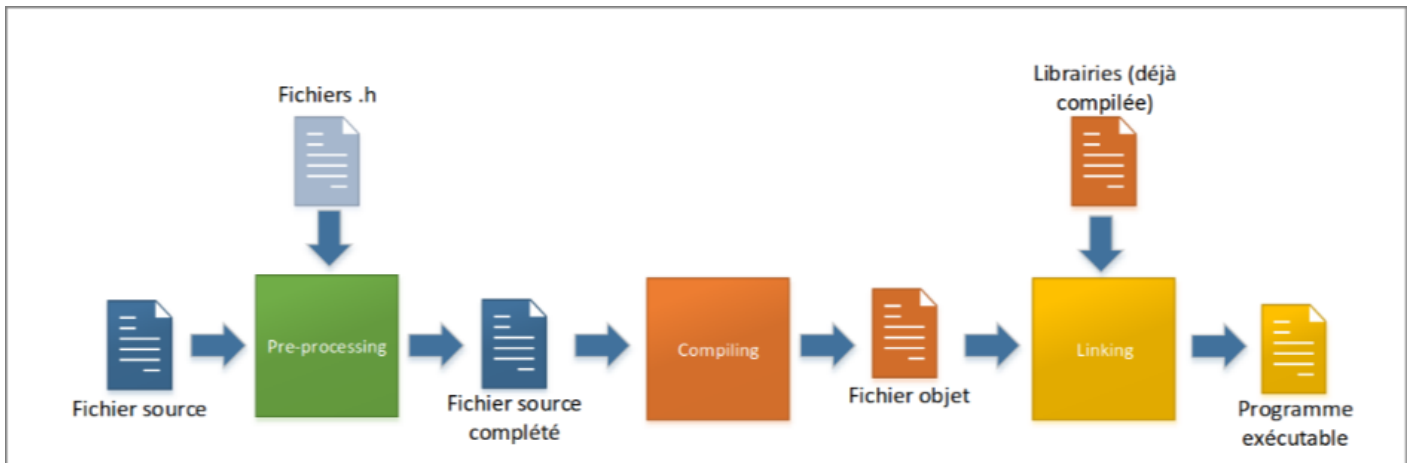 Fichiers .h
Librairies (déjà
compilée)
Pre-processing
Compiling
Linking
Fichier source
Fichier source
complété
Fichier objet
Programme
exécutable